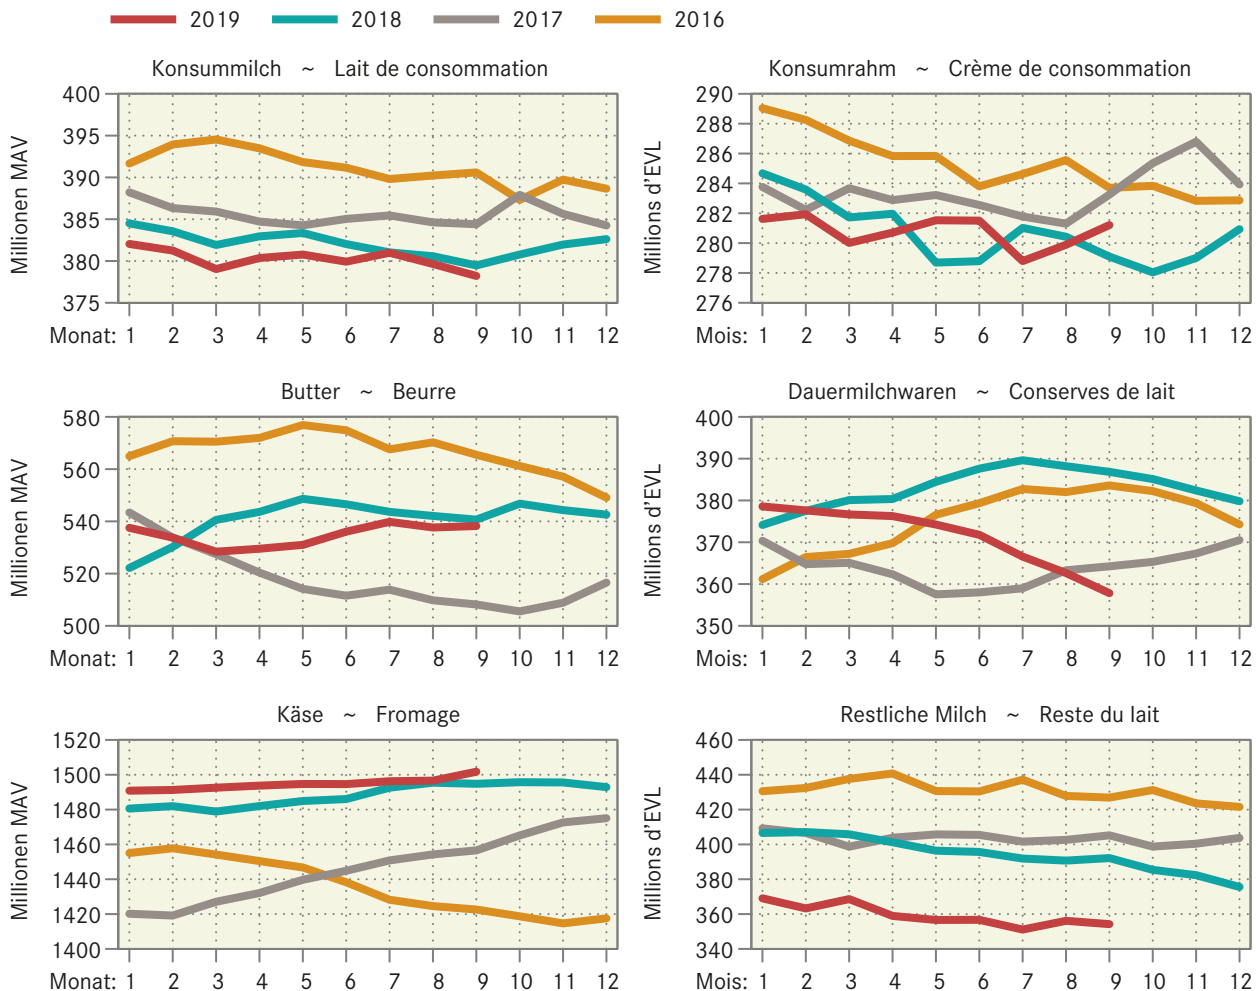 2019 2018 2017 2016
Konsummilch ~ Lait de consommation
Millionen MAV
400
395
390
385
380
375
Monat: 1 2 3 4 5 6 7 8 9 10 11 12
Konsumrahm ~ Crème de consommation
Millions d'EVL
290
288
286
284
282
280
278
276
Mois: 1 2 3 4 5 6 7 8 9 10 11 12
Butter ~ Beurre
Millionen MAV
580
560
540
520
500
Monat: 1 2 3 4 5 6 7 8 9 10 11 12
Dauermilchwaren ~ Conserves de lait
Millions d'EVL
400
390
380
370
360
350
Mois: 1 2 3 4 5 6 7 8 9 10 11 12
Käse ~ Fromage
Millionen MAV
1520
1500
1480
1460
1440
1420
1400
Monat: 1 2 3 4 5 6 7 8 9 10 11 12
Restliche Milch ~ Reste du lait
Millions d'EVL
460
440
420
400
380
360
340
Mois: 1 2 3 4 5 6 7 8 9 10 11 12